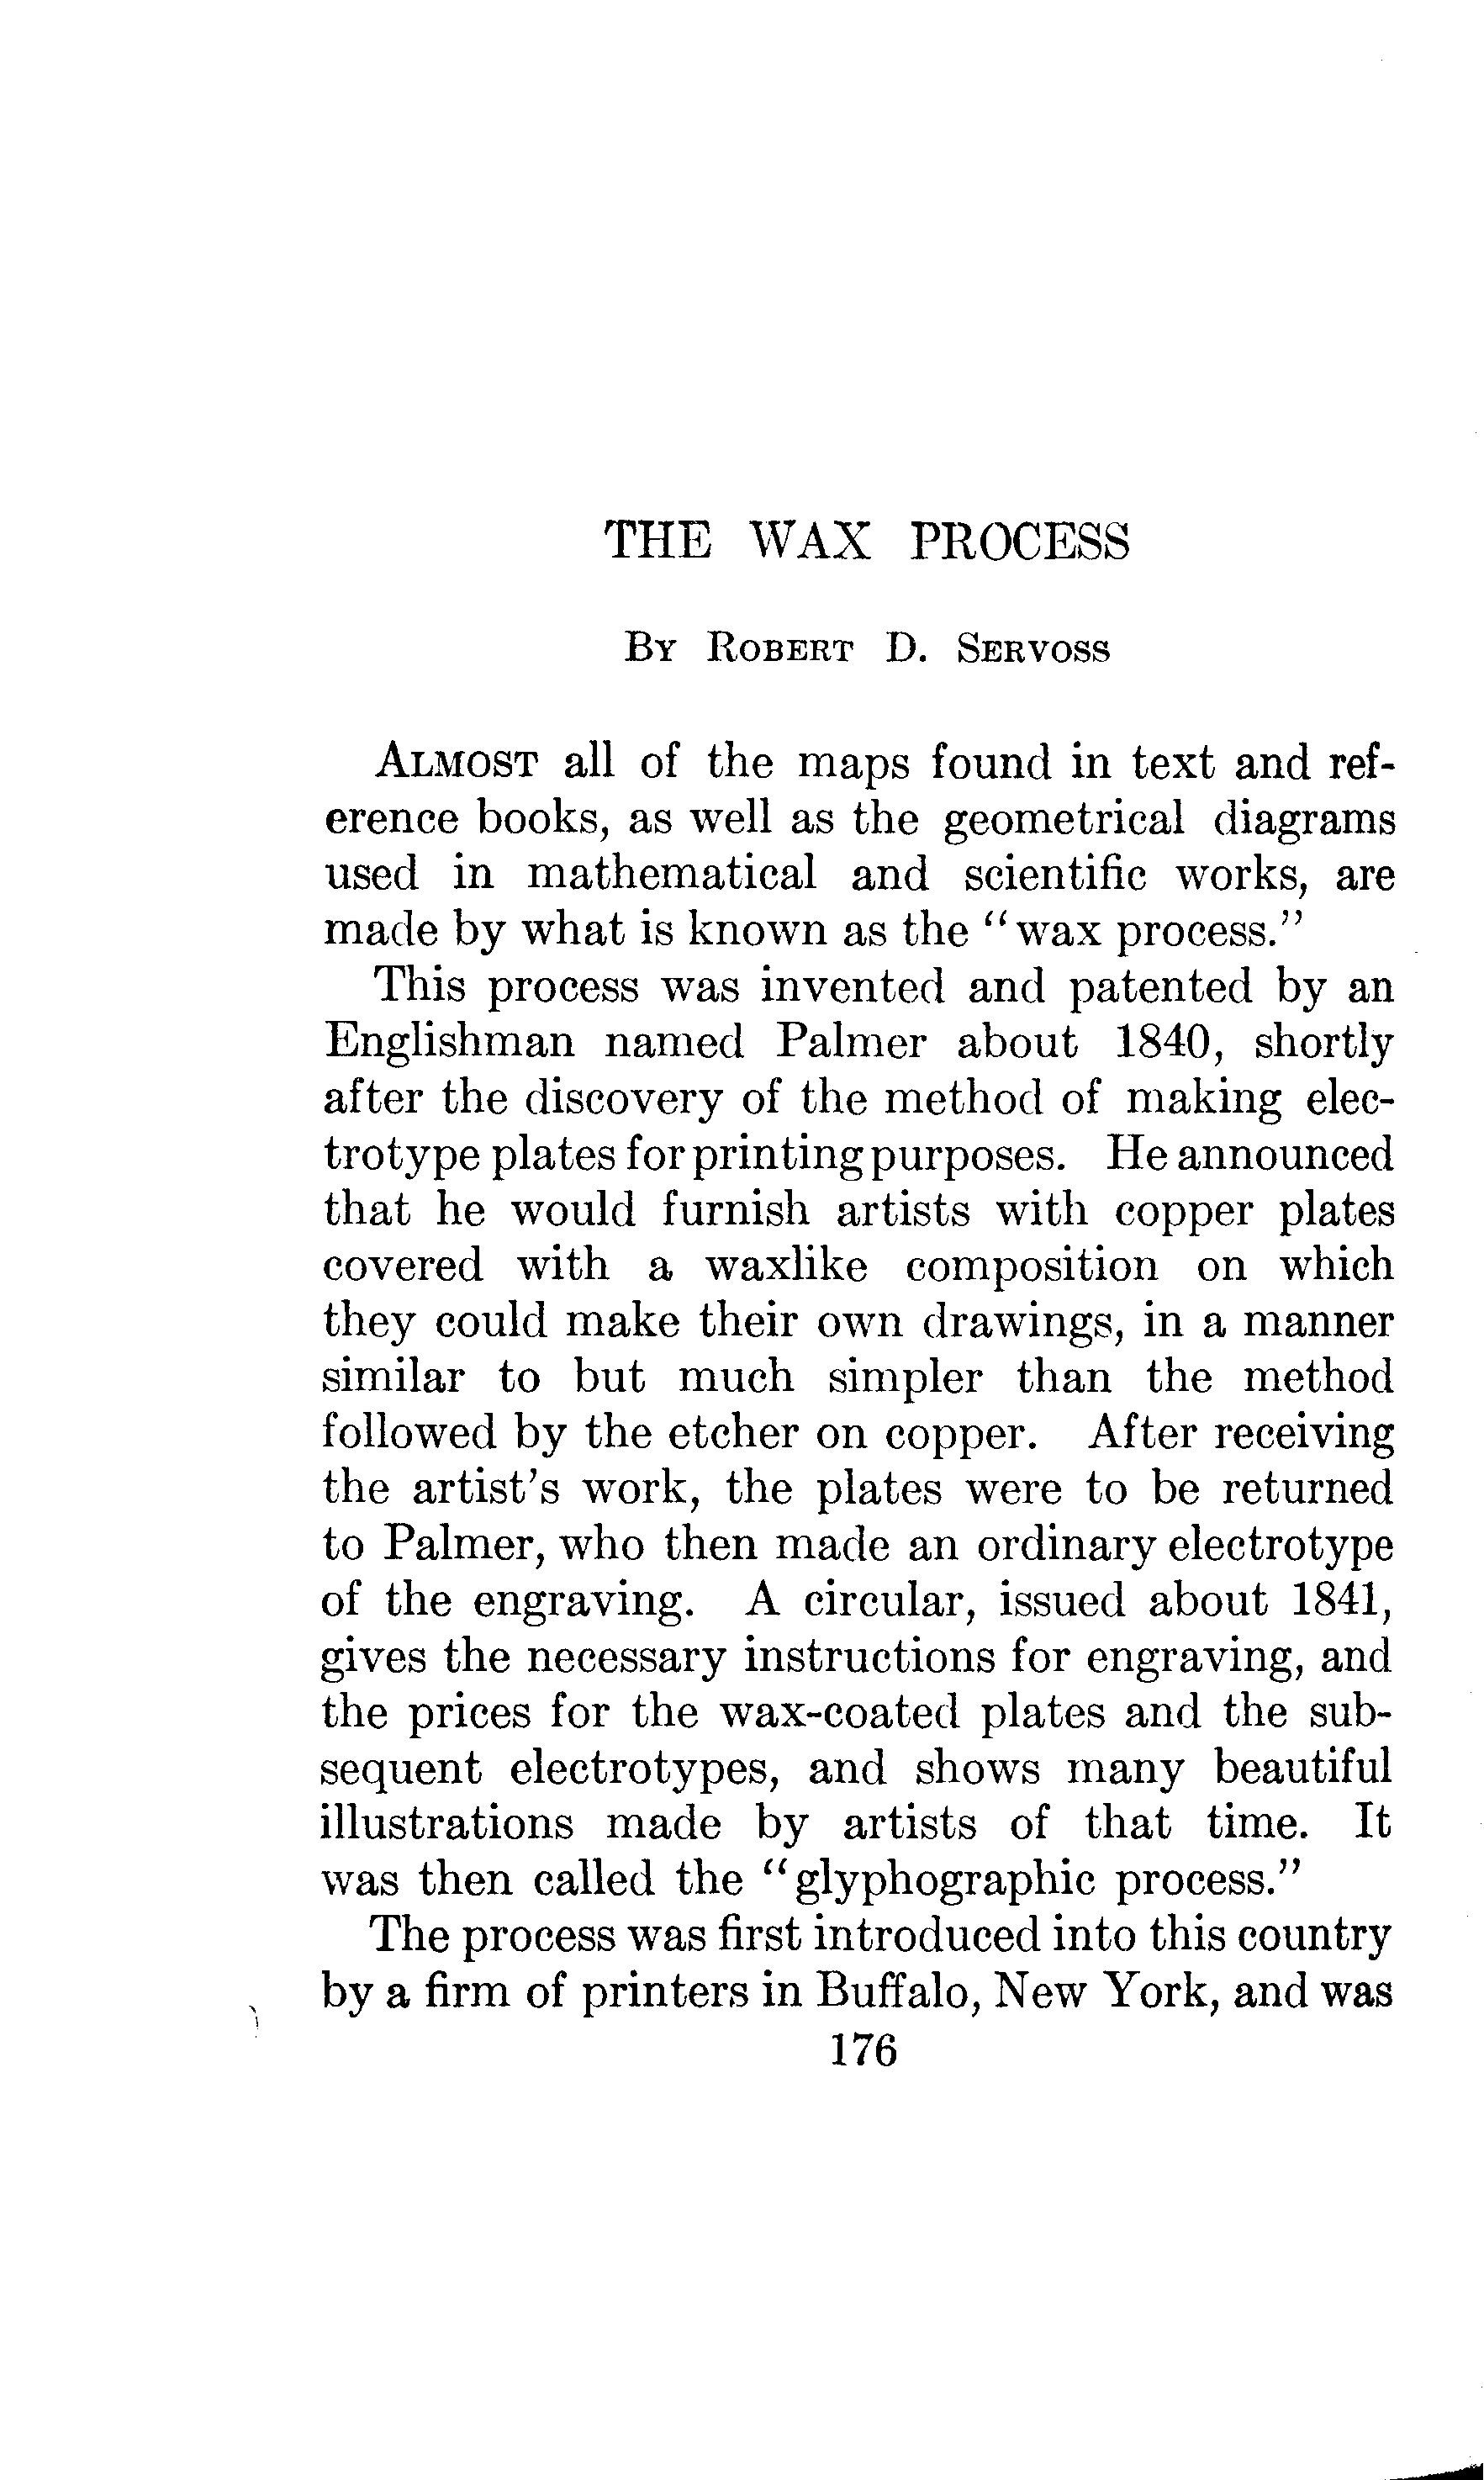 THE WAX PROCESS
By Robert D. Servoss
Almost all of the maps found in text and ref-
erence books, as well as the geometrical diagrams
used in mathematical and scientific works, are
made by what is known as the "wax process."
This process was invented and patented by an
Englishman named Palmer about 1840, shortly
after the discovery of the method of making elec-
trotype plates for printing purposes. He announced
that he would furnish artists with copper plates
covered with a waxlike composition on which
they could make their own drawings, in a manner
similar to but much simpler than the method
followed by the etcher on copper. After receiving
the artist's work, the plates were to be returned
to Palmer, who then made an ordinary electrotype
of the engraving. A circular, issued about 1841,
gives the necessary instructions for engraving, and
the prices for the wax-coated plates and the sub-
sequent electrotypes, and shows many beautiful
illustrations made by artists of that time. It
was then called the "glyphographic process."
The process was first introduced into this country
by a firm of printers in Buffalo, New York, and was
176